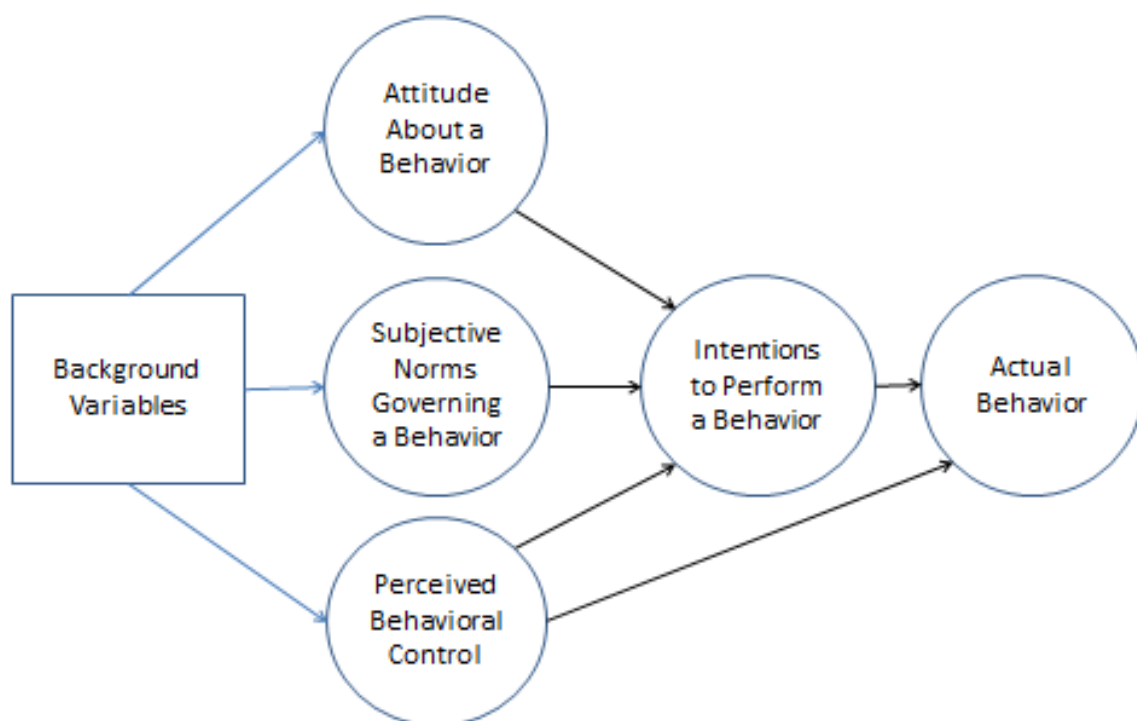 Attitude
About a
Behavior
Background
Variables
Subjective
Norms
Governing
a Behavior
Intentions
to Perform
a Behavior
Actual
Behavior
Perceived
Behavioral
Control